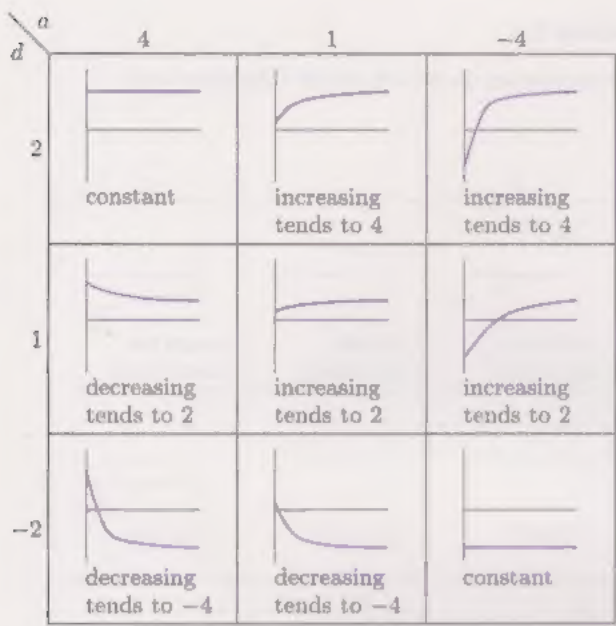 a
d
4 1 −4
2
constant
increasing
tends to 4
increasing
tends to 4
1
decreasing
tends to 2
increasing
tends to 2
increasing
tends to 2
−2
decreasing
tends to −4
decreasing
tends to −4
constant